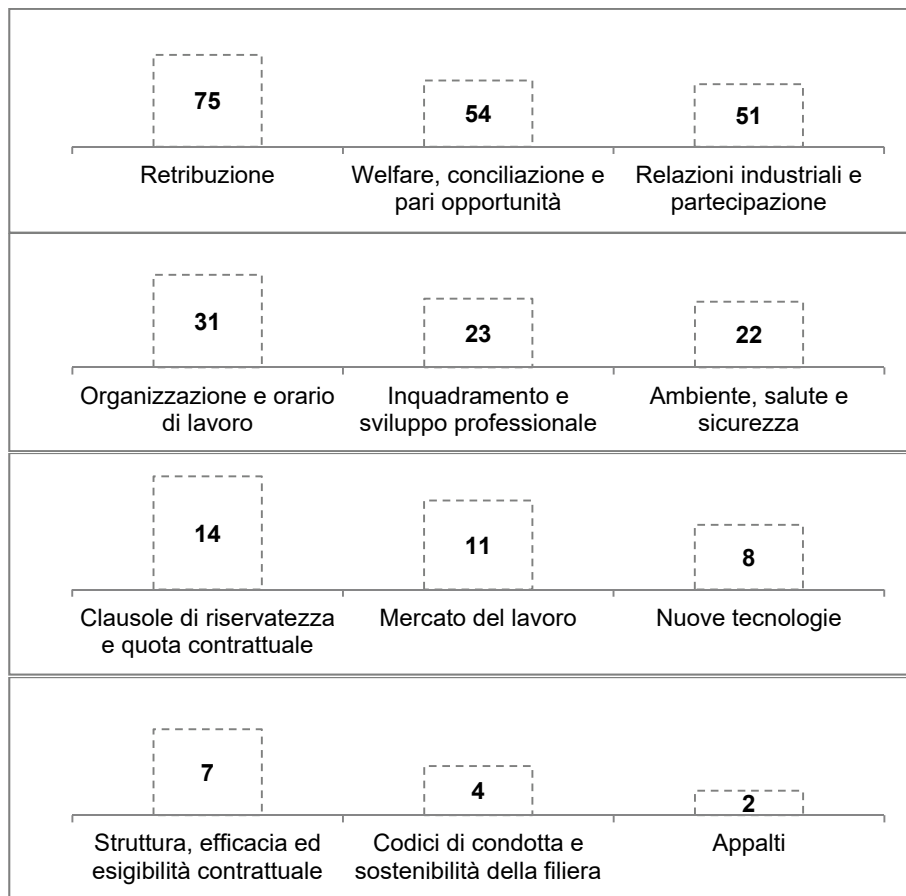 75
54
51
Retribuzione
Welfare, conciliazione e
pari opportunità
Relazioni industriali e
partecipazione
31
23
22
Organizzazione e orario
di lavoro
Inquadramento e
sviluppo professionale
Ambiente, salute e
sicurezza
14
11
8
Clausole di riservatezza
e quota contrattuale
Mercato del lavoro
Nuove tecnologie
7
4
2
Struttura, efficacia ed
esigibilità contrattuale
Codici di condotta e
sostenibilità della filiera
Appalti